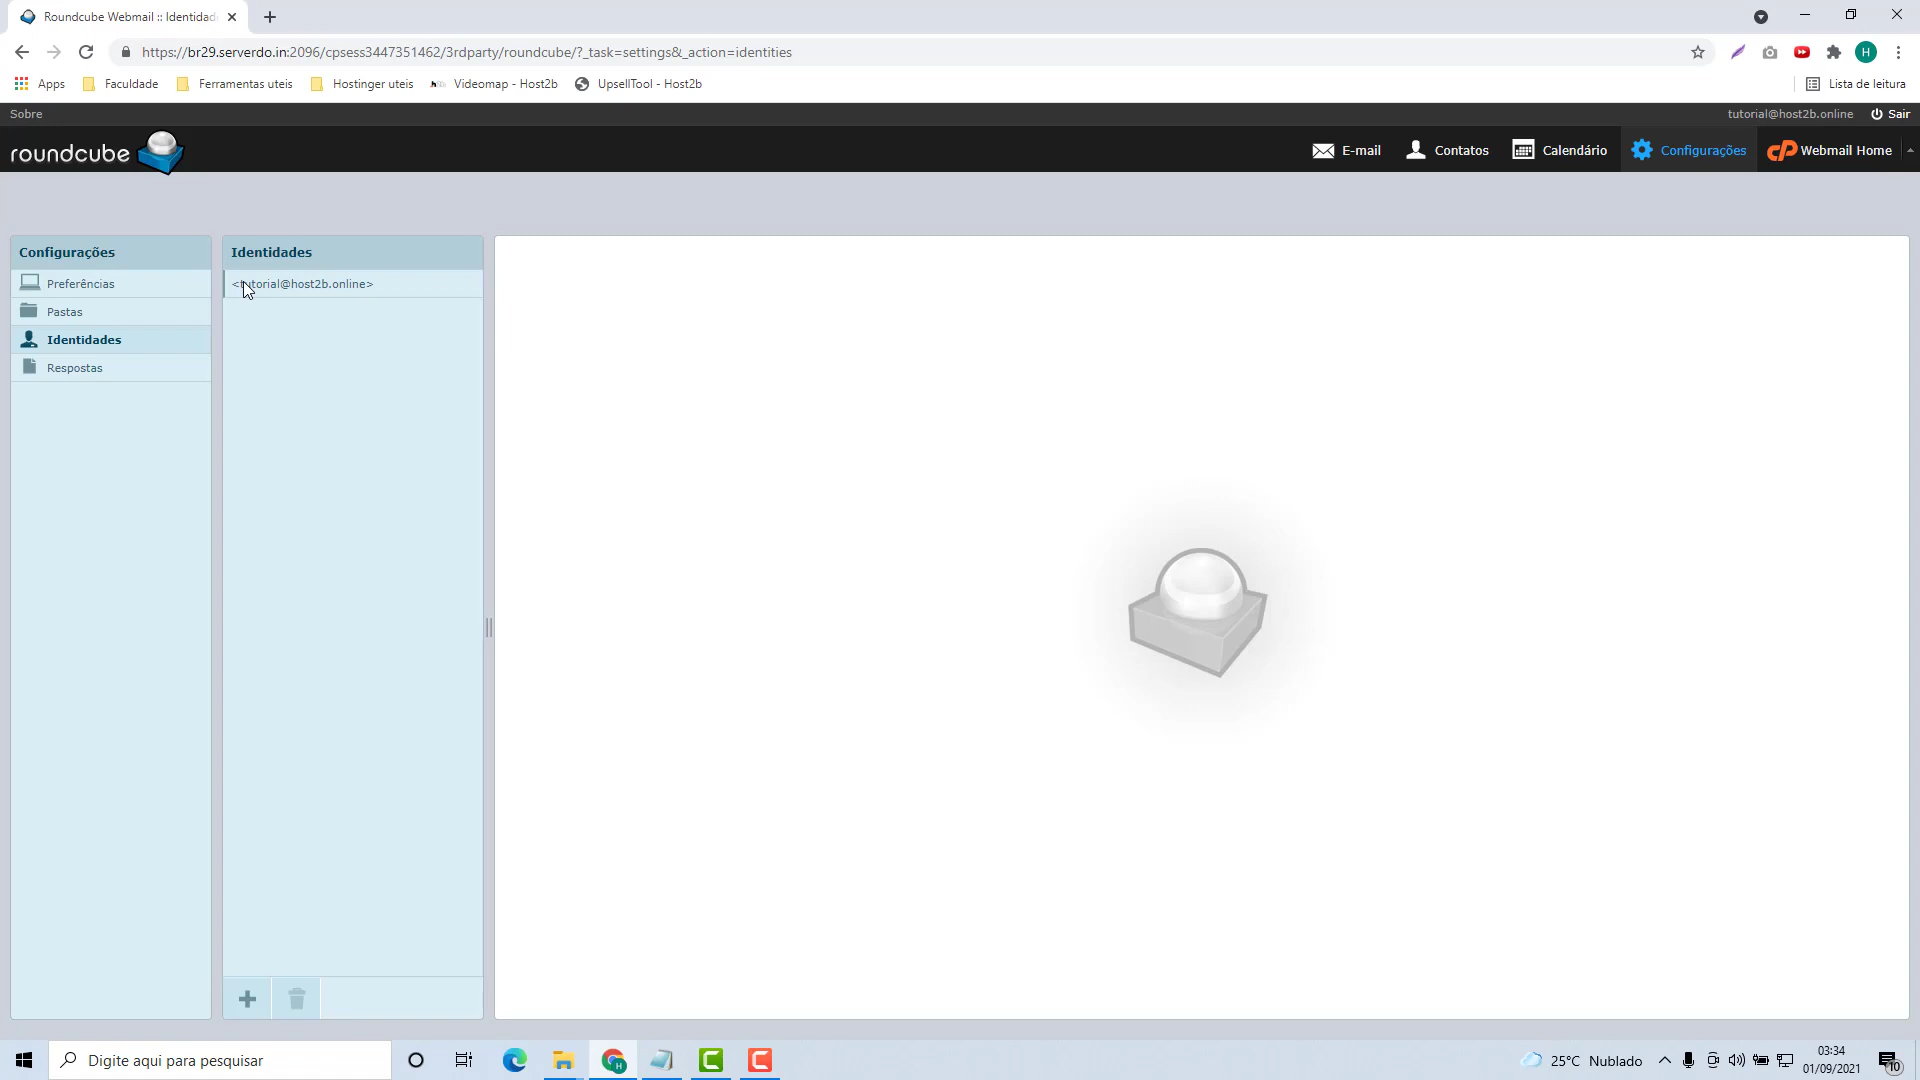 Roundcube Webmail :: Identidad
https://br29.serverdo.in:2096/cpsess3447351462/3rdparty/roundcube/?_task=settings&_action=identities
H
Apps
Faculdade
Ferramentas uteis
Hostinger uteis
Videomap - Host2b
UpsellTool - Host2b
Lista de leitura
Sobre
tutorial@host2b.online
Sair
roundcube
E-mail
Contatos
Calendário
Configurações
cP Webmail Home
Configurações
Preferências
Pastas
Identidades
Respostas
Identidades
<tutorial@host2b.online>
Digite aqui para pesquisar
25°C Nublado
03:34
01/09/2021
10